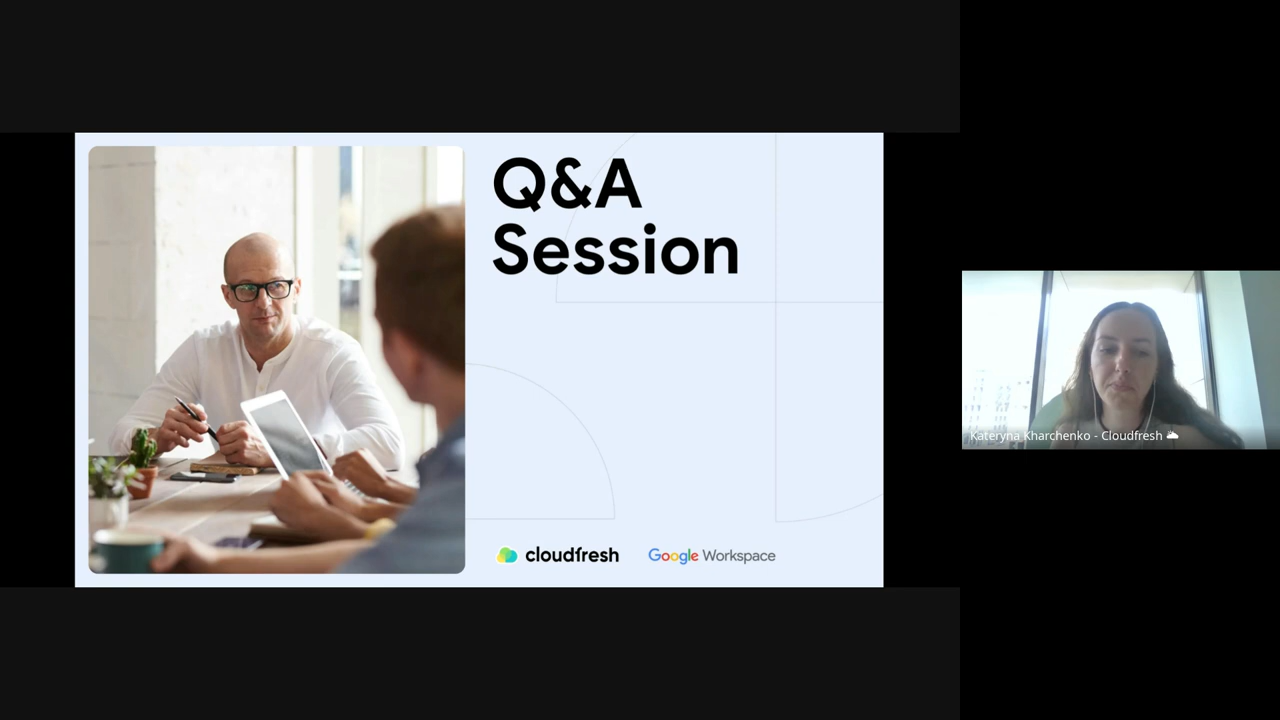 Q&A
Session
cloudfresh
Google Workspace
Kateryna Kharchenko - Cloudfresh 🌥